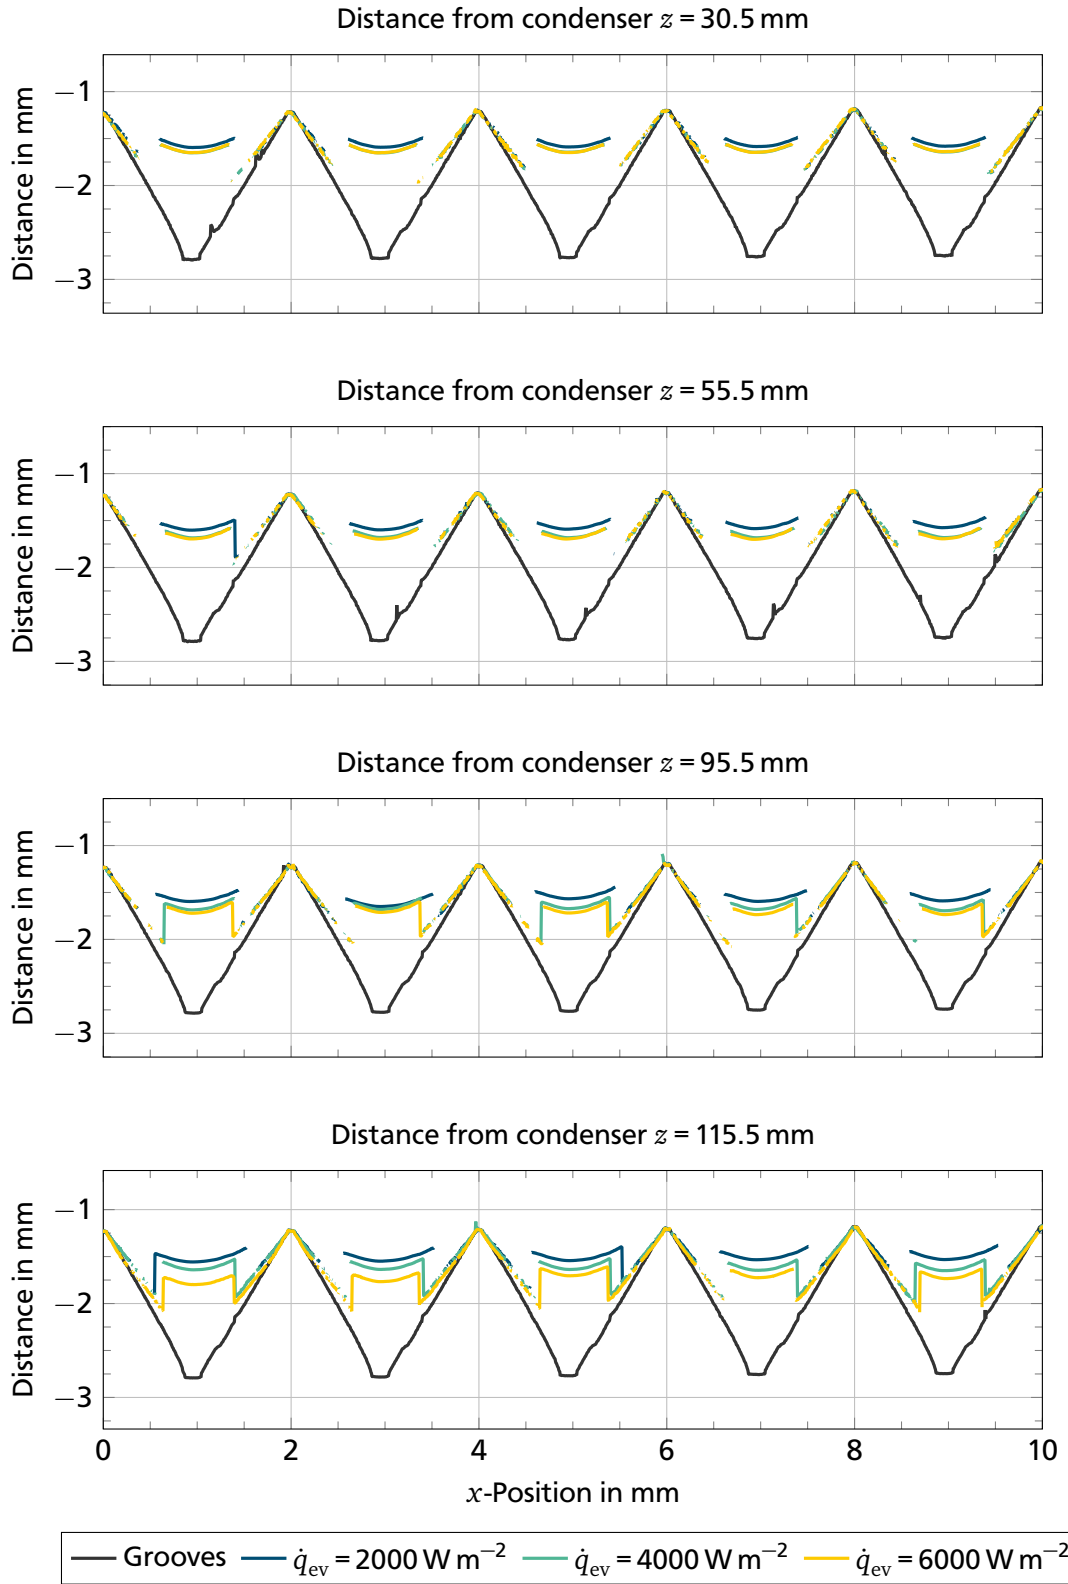 Distance from condenser z = 30.5 mm
−1
−2
−3
Distance in mm
Distance from condenser z = 55.5 mm
−1
−2
−3
Distance in mm
Distance from condenser z = 95.5 mm
−1
−2
−3
Distance in mm
Distance from condenser z = 115.5 mm
−1
−2
−3
Distance in mm
0 2 4 6 8 10
x-Position in mm
Grooves q̇ev = 2000 W m−2 q̇ev = 4000 W m−2 q̇ev = 6000 W m−2